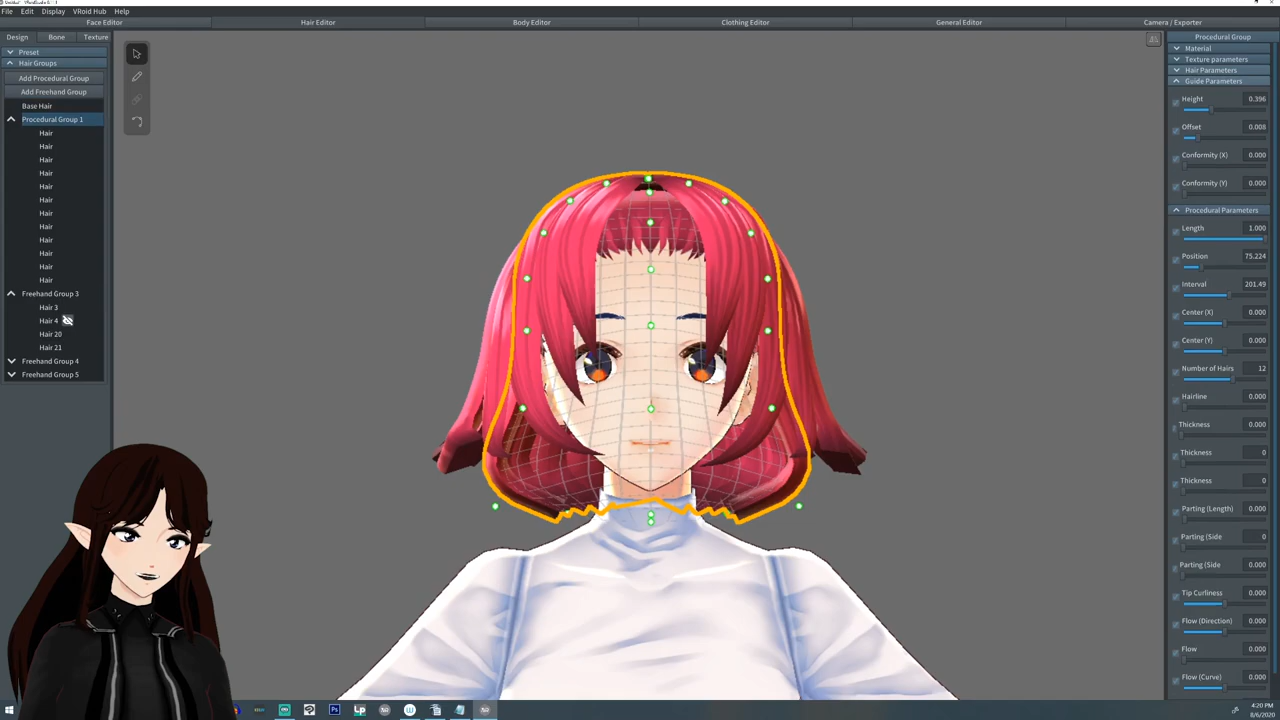 File Edit Display VRoid Hub Help
Face Editor Hair Editor Body Editor Clothing Editor General Editor Camera / Exporter
Design Bone Texture
Preset
Hair Groups
Add Procedural Group
Add Freehand Group
Base Hair
Procedural Group 1
Hair
Hair
Hair
Hair
Hair
Hair
Hair
Hair
Hair
Hair
Hair
Hair
Freehand Group 3
Hair 3
Hair 4
Hair 20
Hair 21
Freehand Group 4
Freehand Group 5
Procedural Group
Material
Texture parameters
Hair Parameters
Guide Parameters
Height 0.396
Offset 0.008
Conformity (X) 0.000
Conformity (Y) 0.000
Procedural Parameters
Length 1.000
Position 75.224
Interval 201.49
Center (X) 0.000
Center (Y) 0.000
Number of Hairs 12
Hairline 0.000
Thickness 0.000
Thickness 0
Thickness 0
Parting (Length) 0.000
Parting (Side 0
Parting (Side 0.000
Tip Curliness 0.000
Flow (Direction) 0.000
Flow 0.000
Flow (Curve) 0.000
4:20 PM
8/6/2020